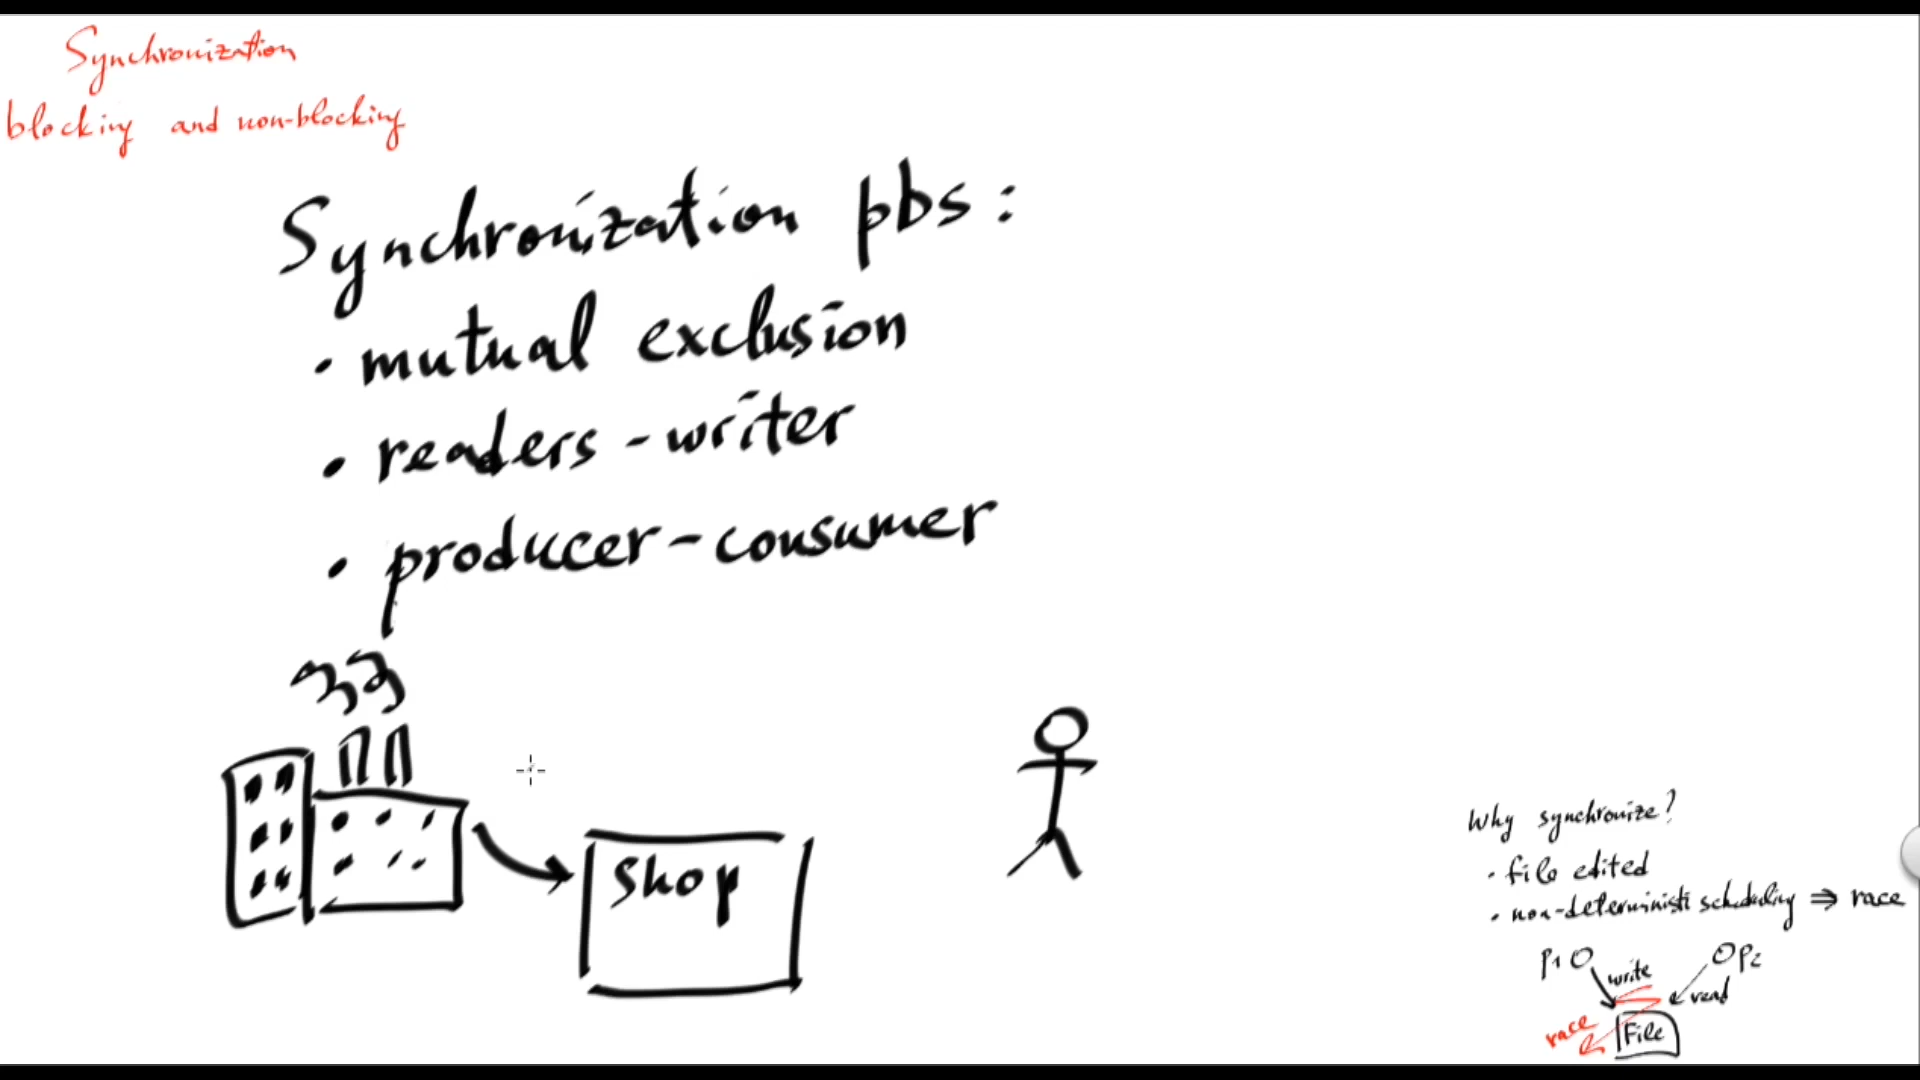 Synchronization
blocking and non-blocking
Synchronization pbs:
• mutual exclusion
• readers-writer
• producer-consumer
Shop
Why synchronize?
• file edited
• non-deterministi scheduling ⇒ race
P1 P2
write
read
race
File